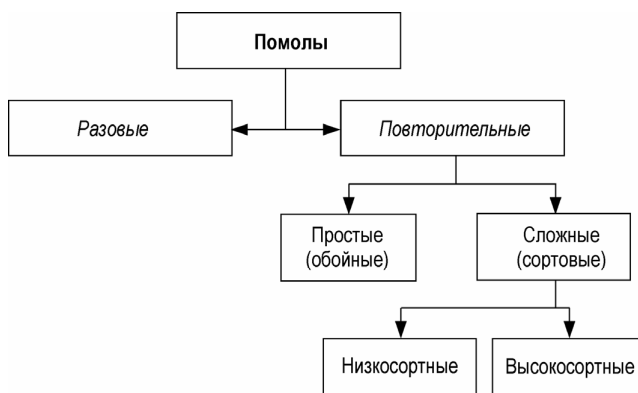 Помолы
Разовые
Повторительные
Простые
(обойные)
Сложные
(сортовые)
Низкосортные
Высокосортные